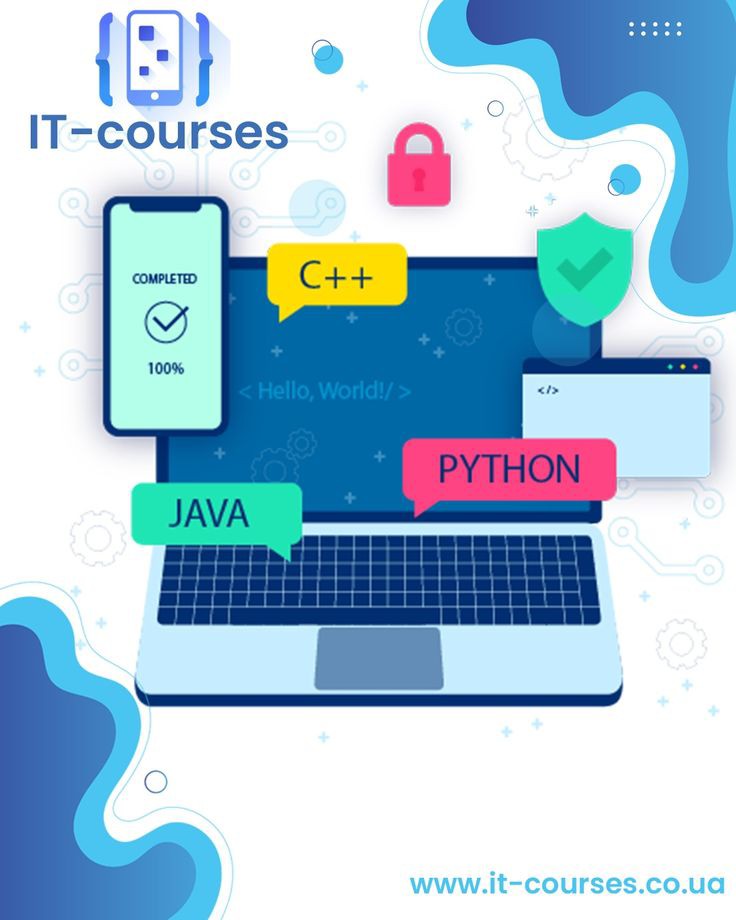 IT-courses
COMPLETED
100%
C++
< Hello, World!/ >
</>
PYTHON
JAVA
www.it-courses.co.ua